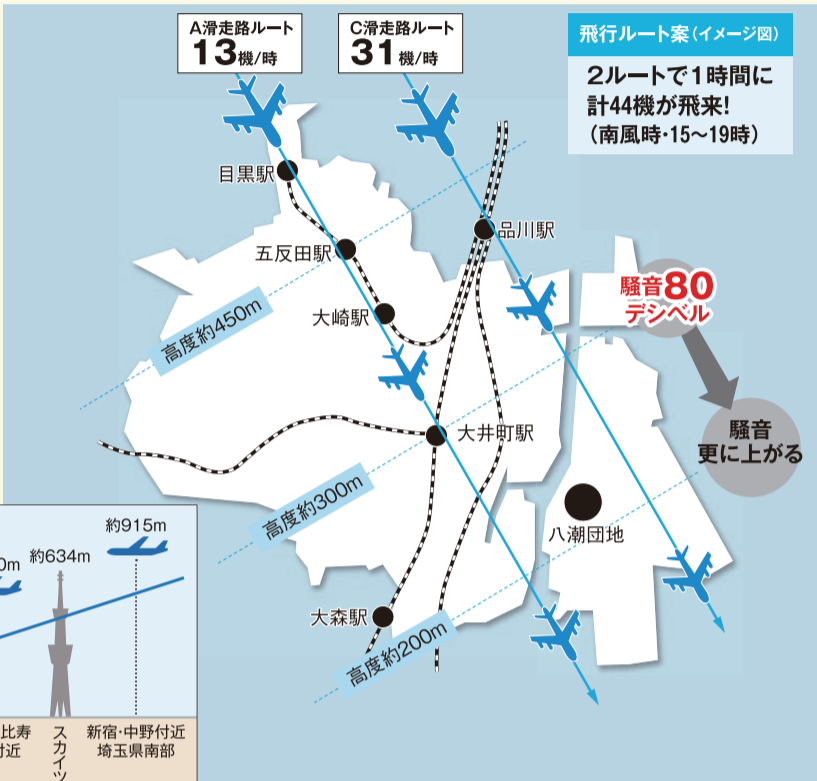 A滑走路ルート
13機/時
C滑走路ルート
31機/時
飛行ルート案(イメージ図)
2ルートで1時間に
計44機が飛来!
(南風時・15〜19時)
目黒駅
品川駅
五反田駅
騒音80
デシベル
大崎駅
高度約450m
大井町駅
騒音
更に上がる
高度約300m
八潮団地
大森駅
高度約200m
約915m
約634m
0m
比寿
付近
スカイツ
新宿・中野付近
埼玉県南部